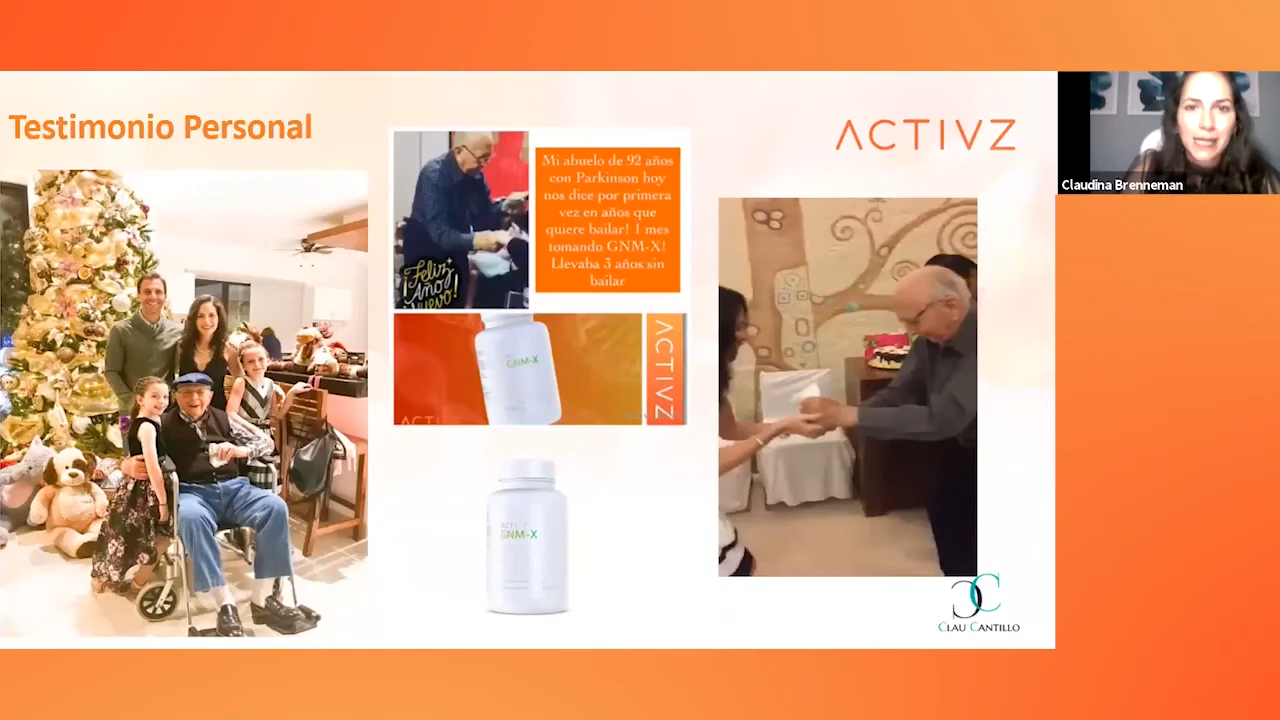 Testimonio Personal
ACTIVZ
Claudina Brenneman
Mi abuelo de 92 años
con Parkinson hoy
nos dice por primera
vez en años que
quiere bailar! 1 mes
tomando GNM-X!
Llevaba 3 años sin
bailar
¡Feliz
Año
Nuevo!
GNM-X
ACTIVZ
ACTIVZ
GNM-X
CC
CLAU CANTILLO